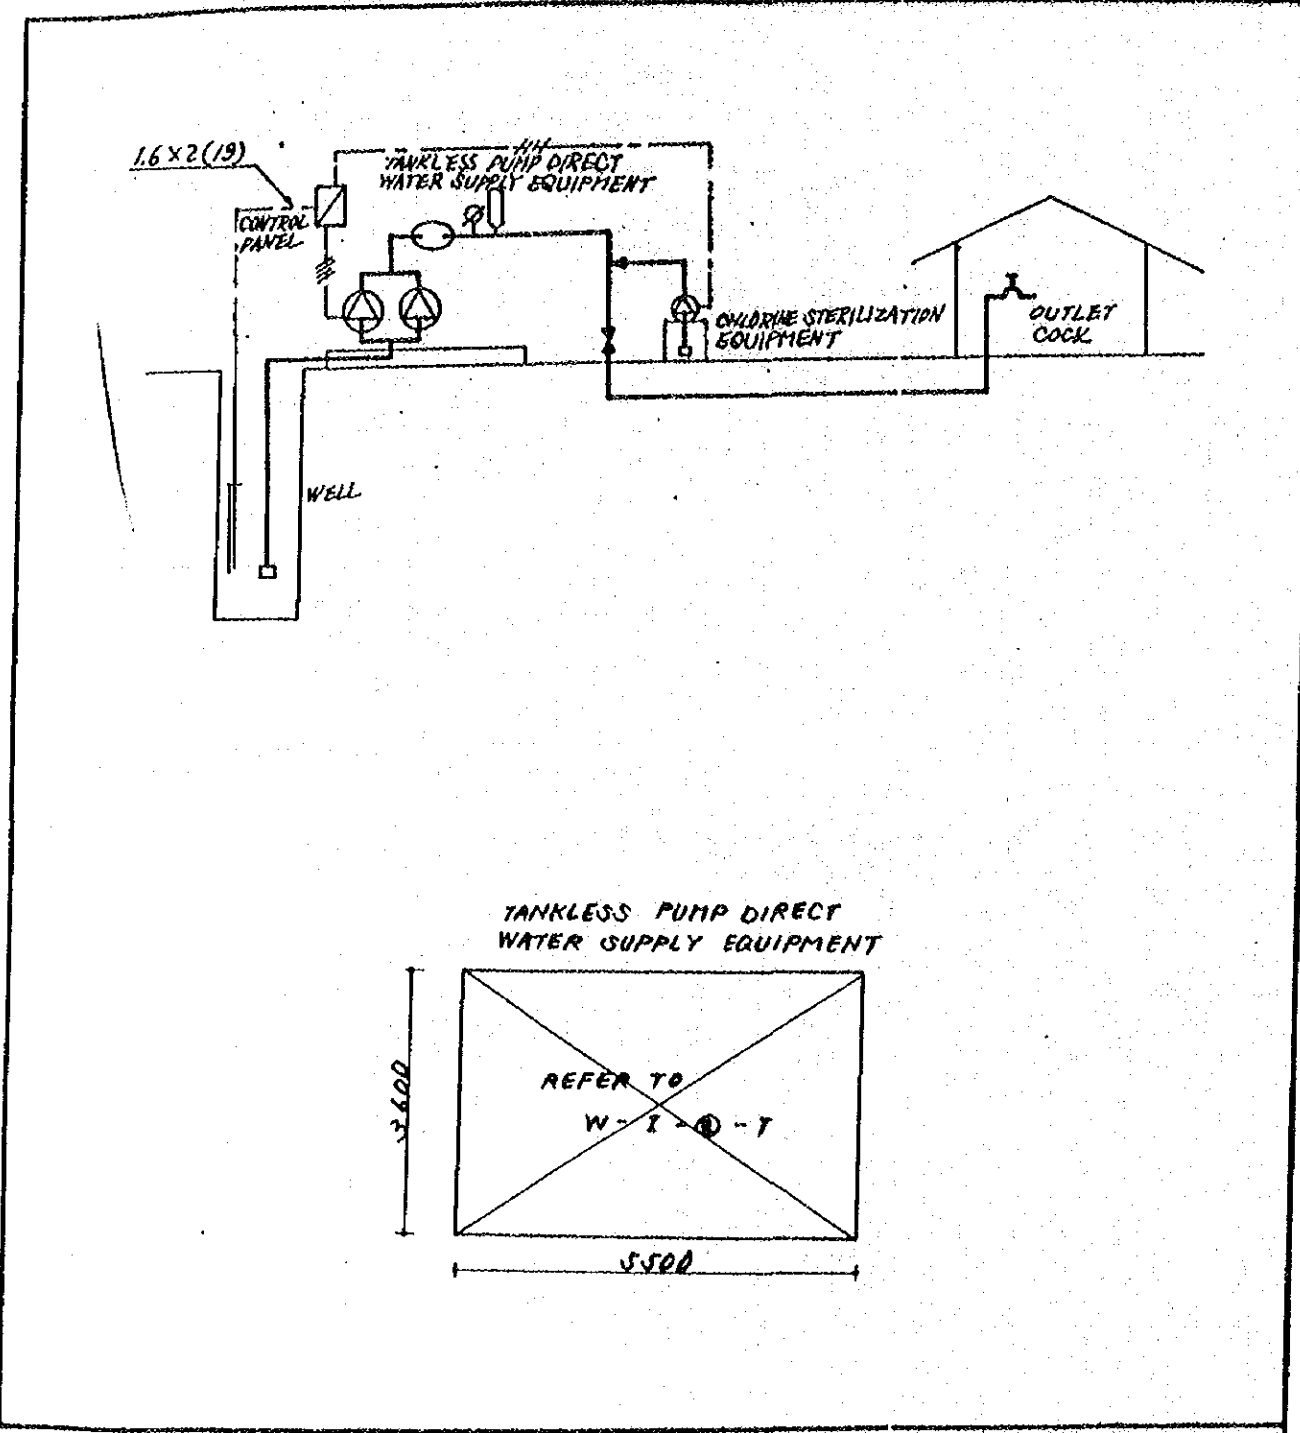 1.6 × 2 (19)
TANKLESS PUMP DIRECT
WATER SUPPLY EQUIPMENT
CONTROL
PANEL
CHLORINE STERILIZATION
EQUIPMENT
OUTLET
COCK
WELL
TANKLESS PUMP DIRECT
WATER SUPPLY EQUIPMENT
REFER TO
W - I - - T
3600
5500